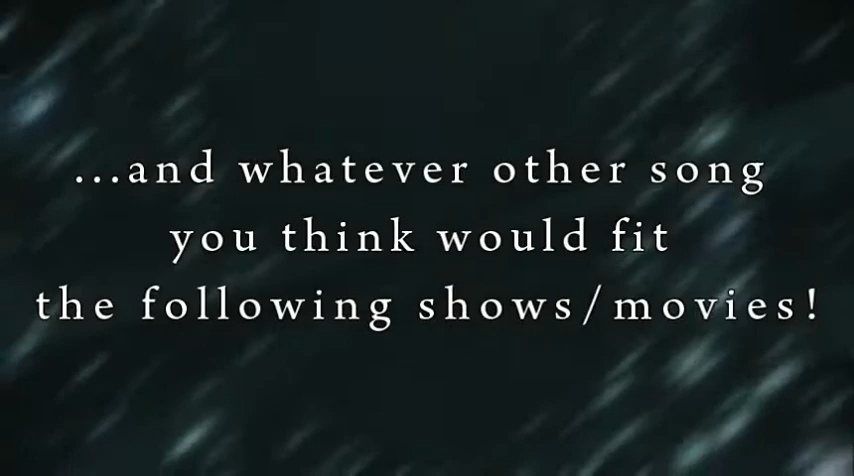 ...and whatever other song
you think would fit
the following shows/movies!